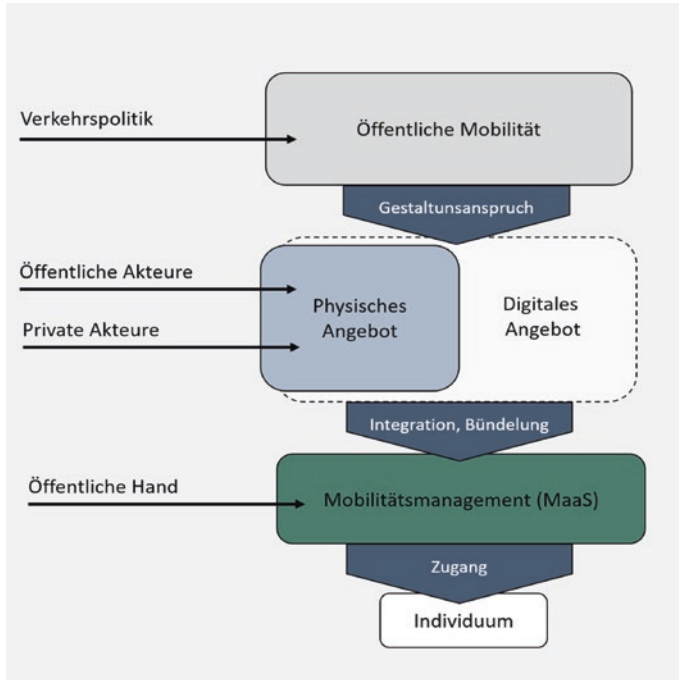 Verkehrspolitik
Öffentliche Mobilität
Gestaltunsanspruch
Öffentliche Akteure
Private Akteure
Physisches
Angebot
Digitales
Angebot
Integration, Bündelung
Öffentliche Hand
Mobilitätsmanagement (MaaS)
Zugang
Individuum